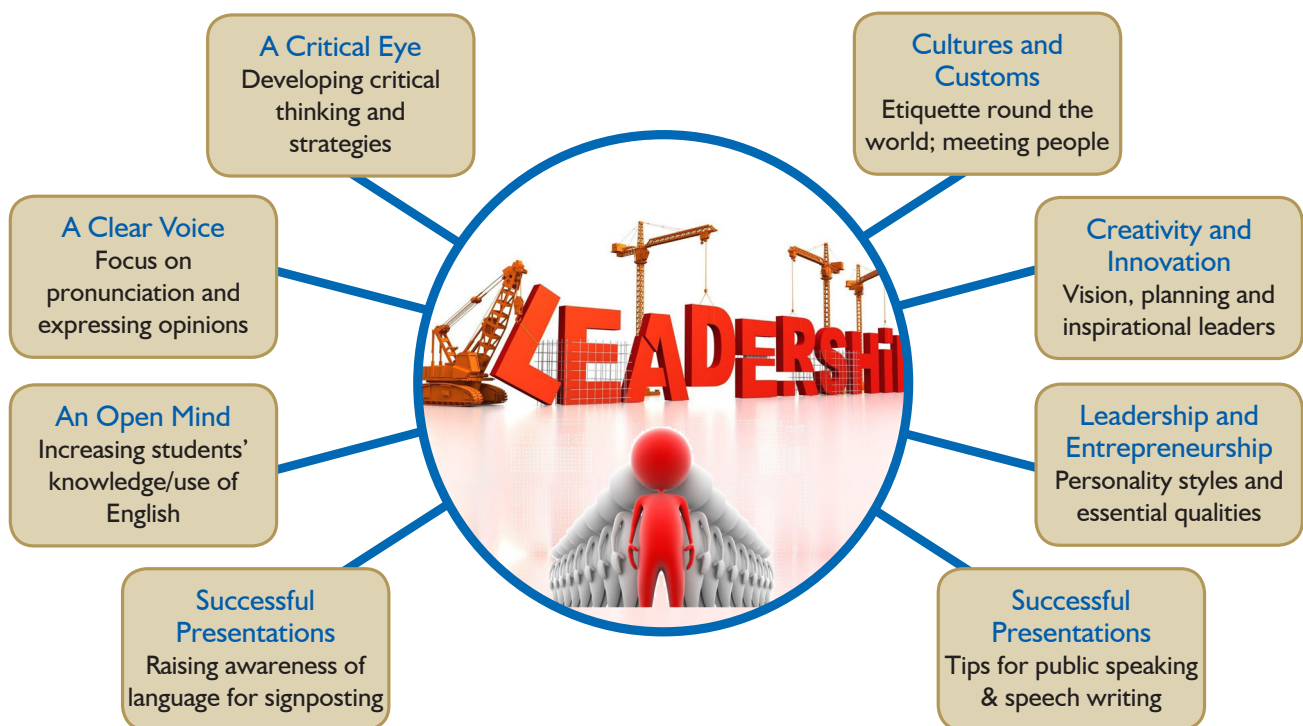 A Critical Eye
Developing critical
thinking and
strategies
A Clear Voice
Focus on
pronunciation and
expressing opinions
An Open Mind
Increasing students’
knowledge/use of
English
Successful
Presentations
Raising awareness of
language for signposting
LEADERSHiP
Cultures and
Customs
Etiquette round the
world; meeting people
Creativity and
Innovation
Vision, planning and
inspirational leaders
Leadership and
Entrepreneurship
Personality styles and
essential qualities
Successful
Presentations
Tips for public speaking
& speech writing